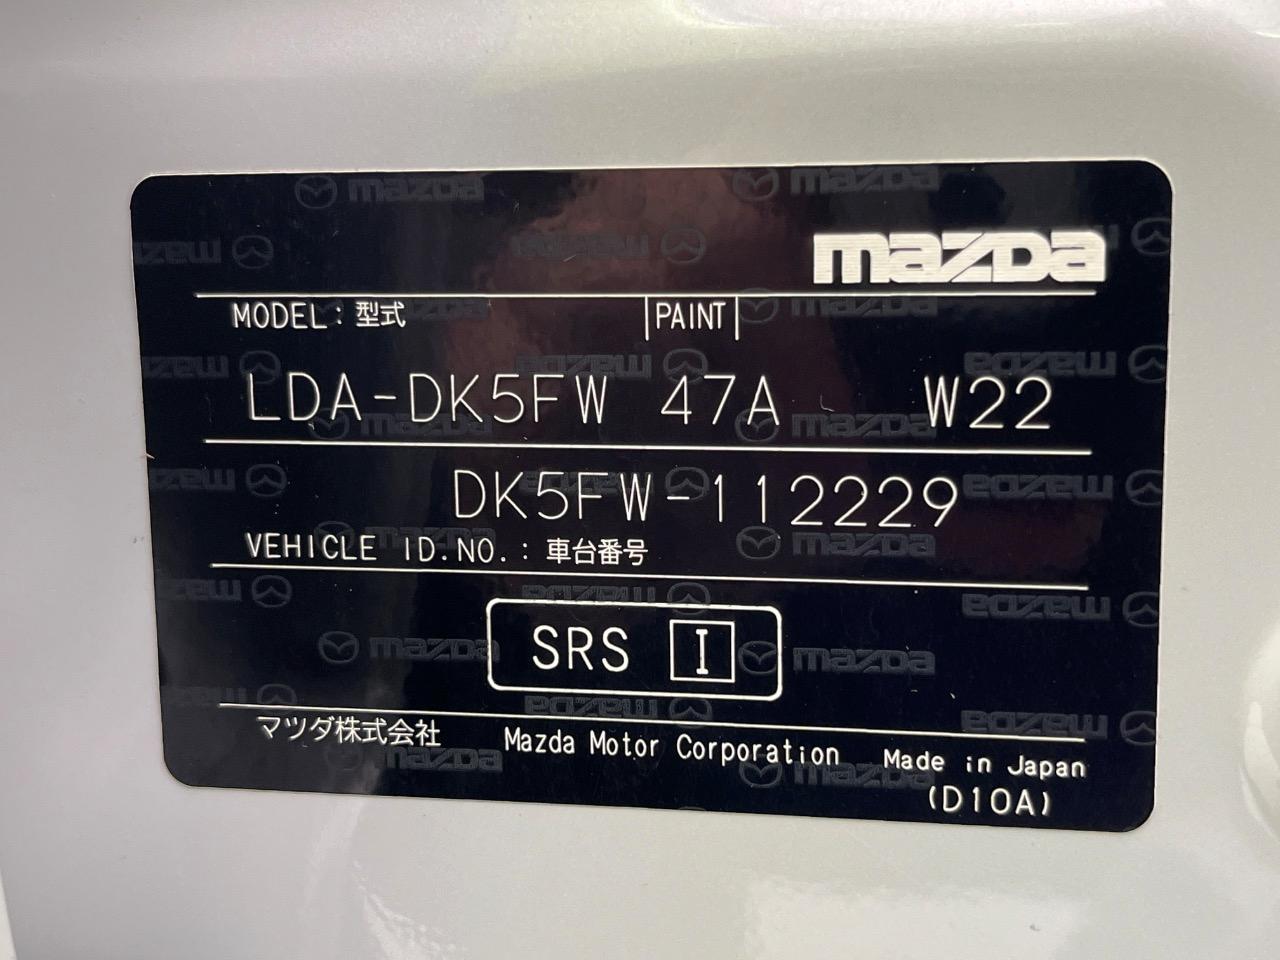 mazda
MODEL: 型式 PAINT
LDA-DK5FW 47A W22
DK5FW-112229
VEHICLE ID.NO.: 車台番号
SRS I
マツダ株式会社 Mazda Motor Corporation Made in Japan
(D10A)